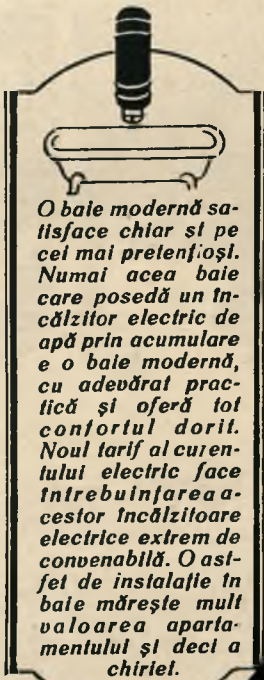 O baie modernă sa-
tisface chiar și pe
cei mai pretențioși.
Numai acea baie
care posedă un în-
călzitor electric de
apă prin acumulare
e o baie modernă,
cu adevărat prac-
tică și oferă tot
confortul dorit.
Noul tarif al curen-
tului electric face
întrebuințarea a-
cestor încălzitoare
electrice extrem de
convenabilă. O ast-
fel de instalație în
baie mărește mult
valoarea aparta-
mentului și deci a
chiriei.